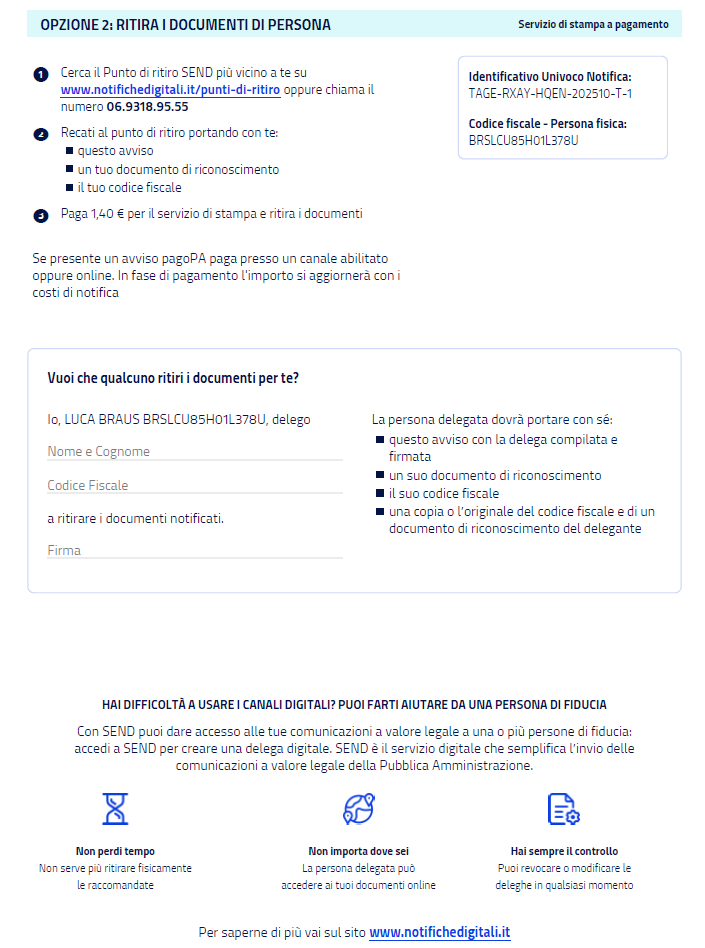 OPZIONE 2: RITIRA I DOCUMENTI DI PERSONA
Servizio di stampa a pagamento
1 Cerca il Punto di ritiro SEND più vicino a te su
www.notifichedigitali.it/punti-di-ritiro oppure chiama il
numero 06.9318.95.55
2 Recati al punto di ritiro portando con te:
questo avviso
un tuo documento di riconoscimento
il tuo codice fiscale
3 Paga 1,40 € per il servizio di stampa e ritira i documenti
Identificativo Univoco Notifica:
TAGE-RXAY-HQEN-202510-T-1
Codice fiscale - Persona fisica:
BRSLCU85H01L378U
Se presente un avviso pagoPA paga presso un canale abilitato
oppure online. In fase di pagamento l'importo si aggiornerà con i
costi di notifica
Vuoi che qualcuno ritiri i documenti per te?
Io, LUCA BRAUS BRSLCU85H01L378U, delego
Nome e Cognome
Codice Fiscale
a ritirare i documenti notificati.
Firma
La persona delegata dovrà portare con sé:
questo avviso con la delega compilata e
firmata
un suo documento di riconoscimento
il suo codice fiscale
una copia o l’originale del codice fiscale e di un
documento di riconoscimento del delegante
HAI DIFFICOLTÀ A USARE I CANALI DIGITALI? PUOI FARTI AIUTARE DA UNA PERSONA DI FIDUCIA
Con SEND puoi dare accesso alle tue comunicazioni a valore legale a una o più persone di fiducia:
accedi a SEND per creare una delega digitale. SEND è il servizio digitale che semplifica l’invio delle
comunicazioni a valore legale della Pubblica Amministrazione.
Non perdi tempo
Non serve più ritirare fisicamente
le raccomandate
Non importa dove sei
La persona delegata può
accedere ai tuoi documenti online
Hai sempre il controllo
Puoi revocare o modificare le
deleghe in qualsiasi momento
Per saperne di più vai sul sito www.notifichedigitali.it